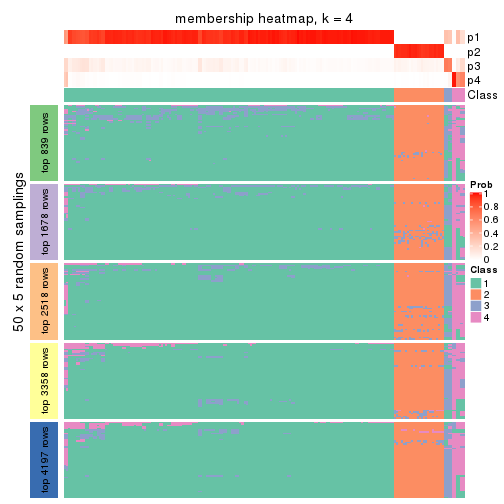 membership heatmap, k = 4
p1
p2
p3
p4
Class
50 x 5 random samplings
top 839 rows
top 1678 rows
top 2518 rows
top 3358 rows
top 4197 rows
Prob
1
0.8
0.6
0.4
0.2
0
Class
1
2
3
4